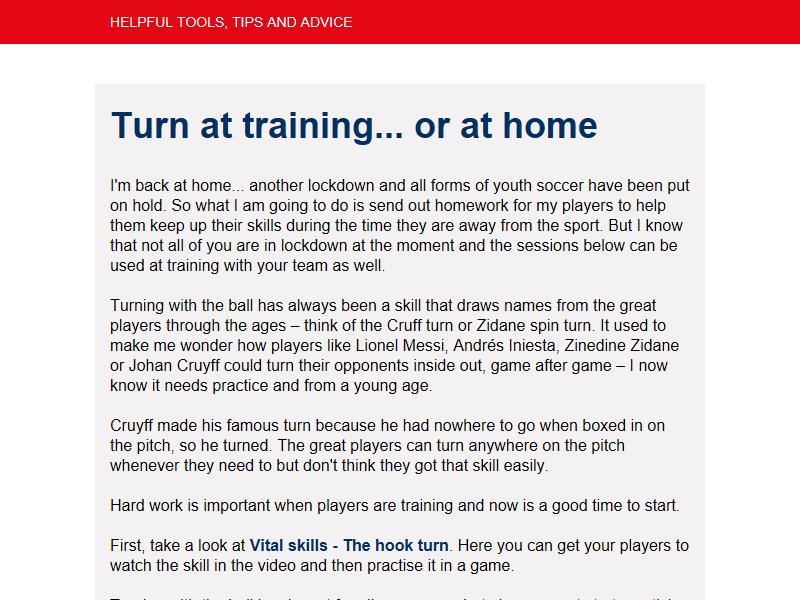 HELPFUL TOOLS, TIPS AND ADVICE
Turn at training... or at home
I'm back at home... another lockdown and all forms of youth soccer have been put
on hold. So what I am going to do is send out homework for my players to help
them keep up their skills during the time they are away from the sport. But I know
that not all of you are in lockdown at the moment and the sessions below can be
used at training with your team as well.
Turning with the ball has always been a skill that draws names from the great
players through the ages – think of the Cruff turn or Zidane spin turn. It used to
make me wonder how players like Lionel Messi, Andrés Iniesta, Zinedine Zidane
or Johan Cruyff could turn their opponents inside out, game after game – I now
know it needs practice and from a young age.
Cruyff made his famous turn because he had nowhere to go when boxed in on
the pitch, so he turned. The great players can turn anywhere on the pitch
whenever they need to but don't think they got that skill easily.
Hard work is important when players are training and now is a good time to start.
First, take a look at Vital skills - The hook turn. Here you can get your players to
watch the skill in the video and then practise it in a game.